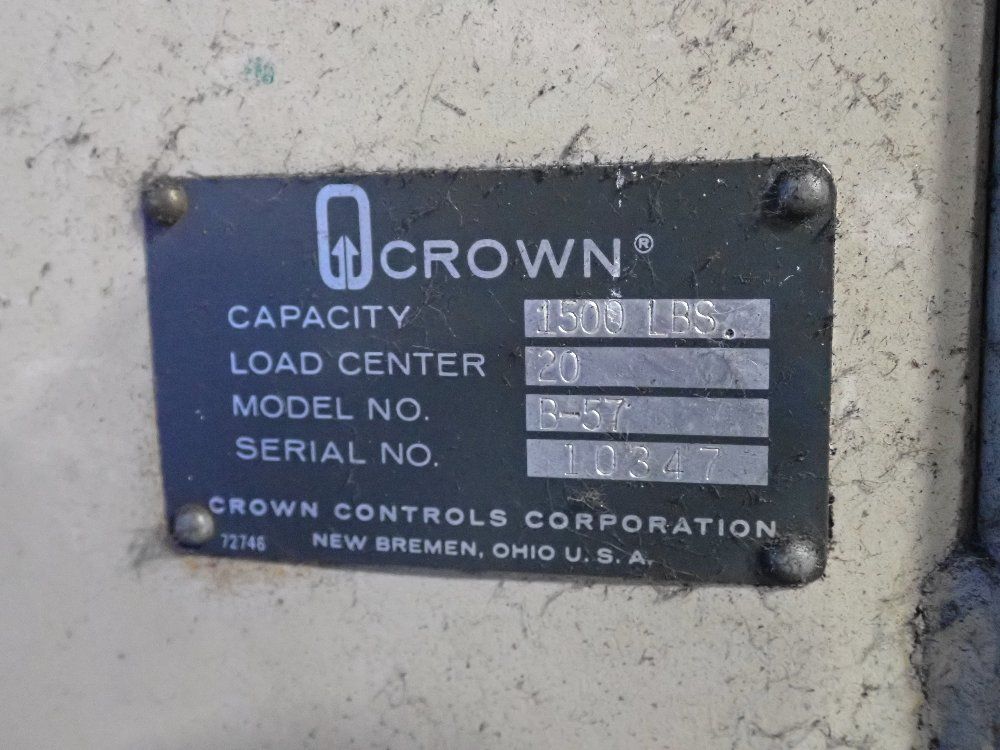 CROWN®
CAPACITY 1500 LBS.
LOAD CENTER 20
MODEL NO. B-57
SERIAL NO. 10347
CROWN CONTROLS CORPORATION
72746 NEW BREMEN, OHIO U.S.A.